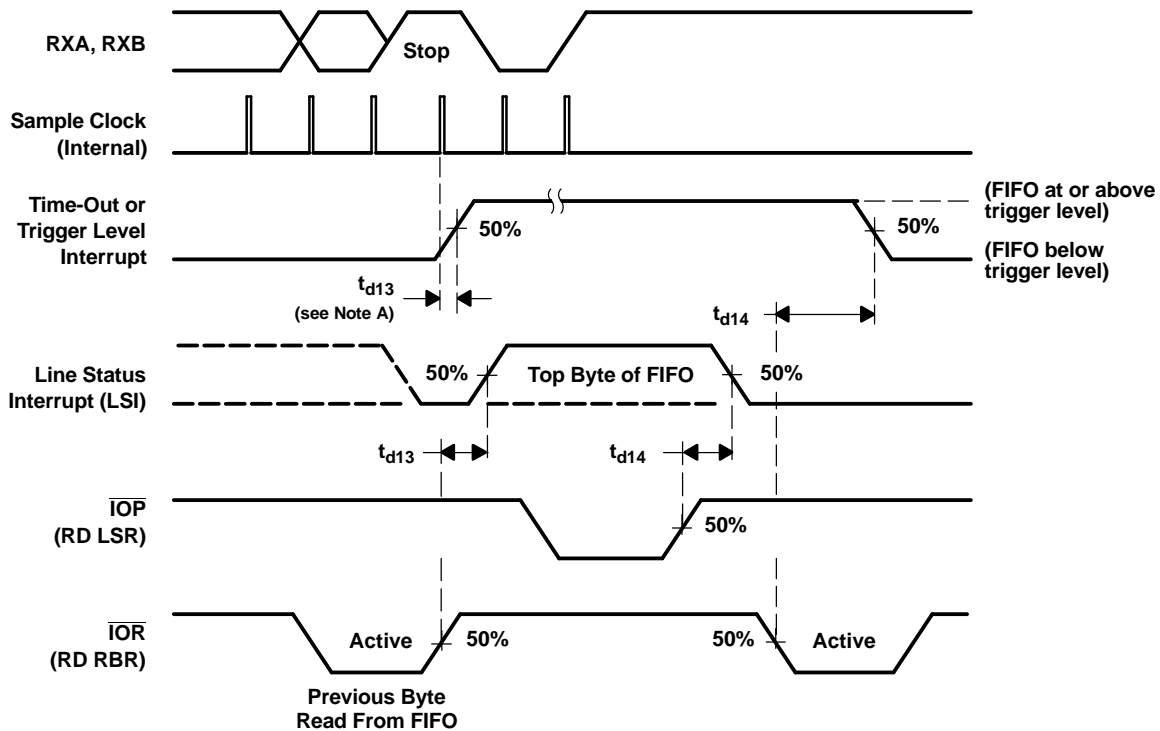 RXA, RXB
Stop
Sample Clock
(Internal)
Time-Out or
Trigger Level
Interrupt
50%
50%
(FIFO at or above
trigger level)
(FIFO below
trigger level)
td13
(see Note A)
td14
Line Status
Interrupt (LSI)
50%
Top Byte of FIFO
50%
td13
td14
IOP
(RD LSR)
50%
IOR
(RD RBR)
Active
50%
50%
Active
Previous Byte
Read From FIFO